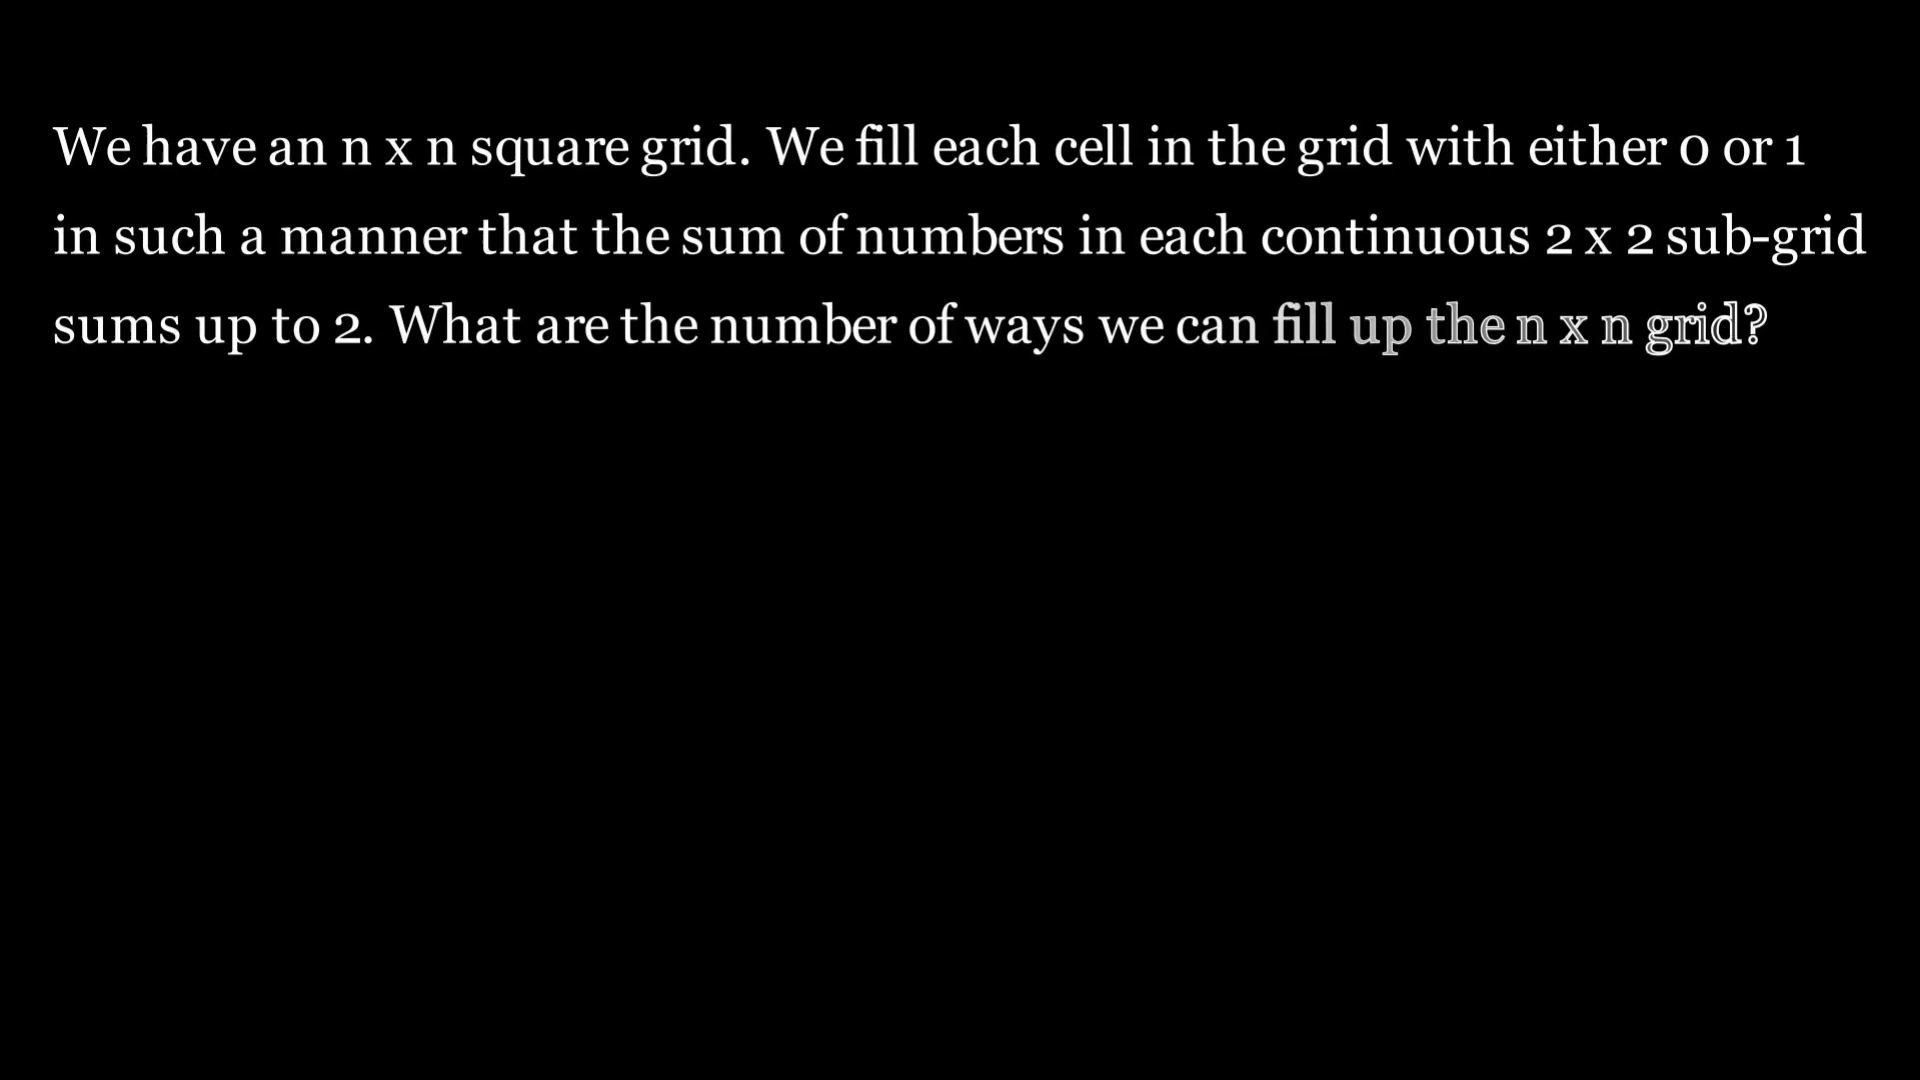 We have an n x n square grid. We fill each cell in the grid with either 0 or 1
in such a manner that the sum of numbers in each continuous 2 x 2 sub-grid
sums up to 2. What are the number of ways we can fill up the n x n grid?